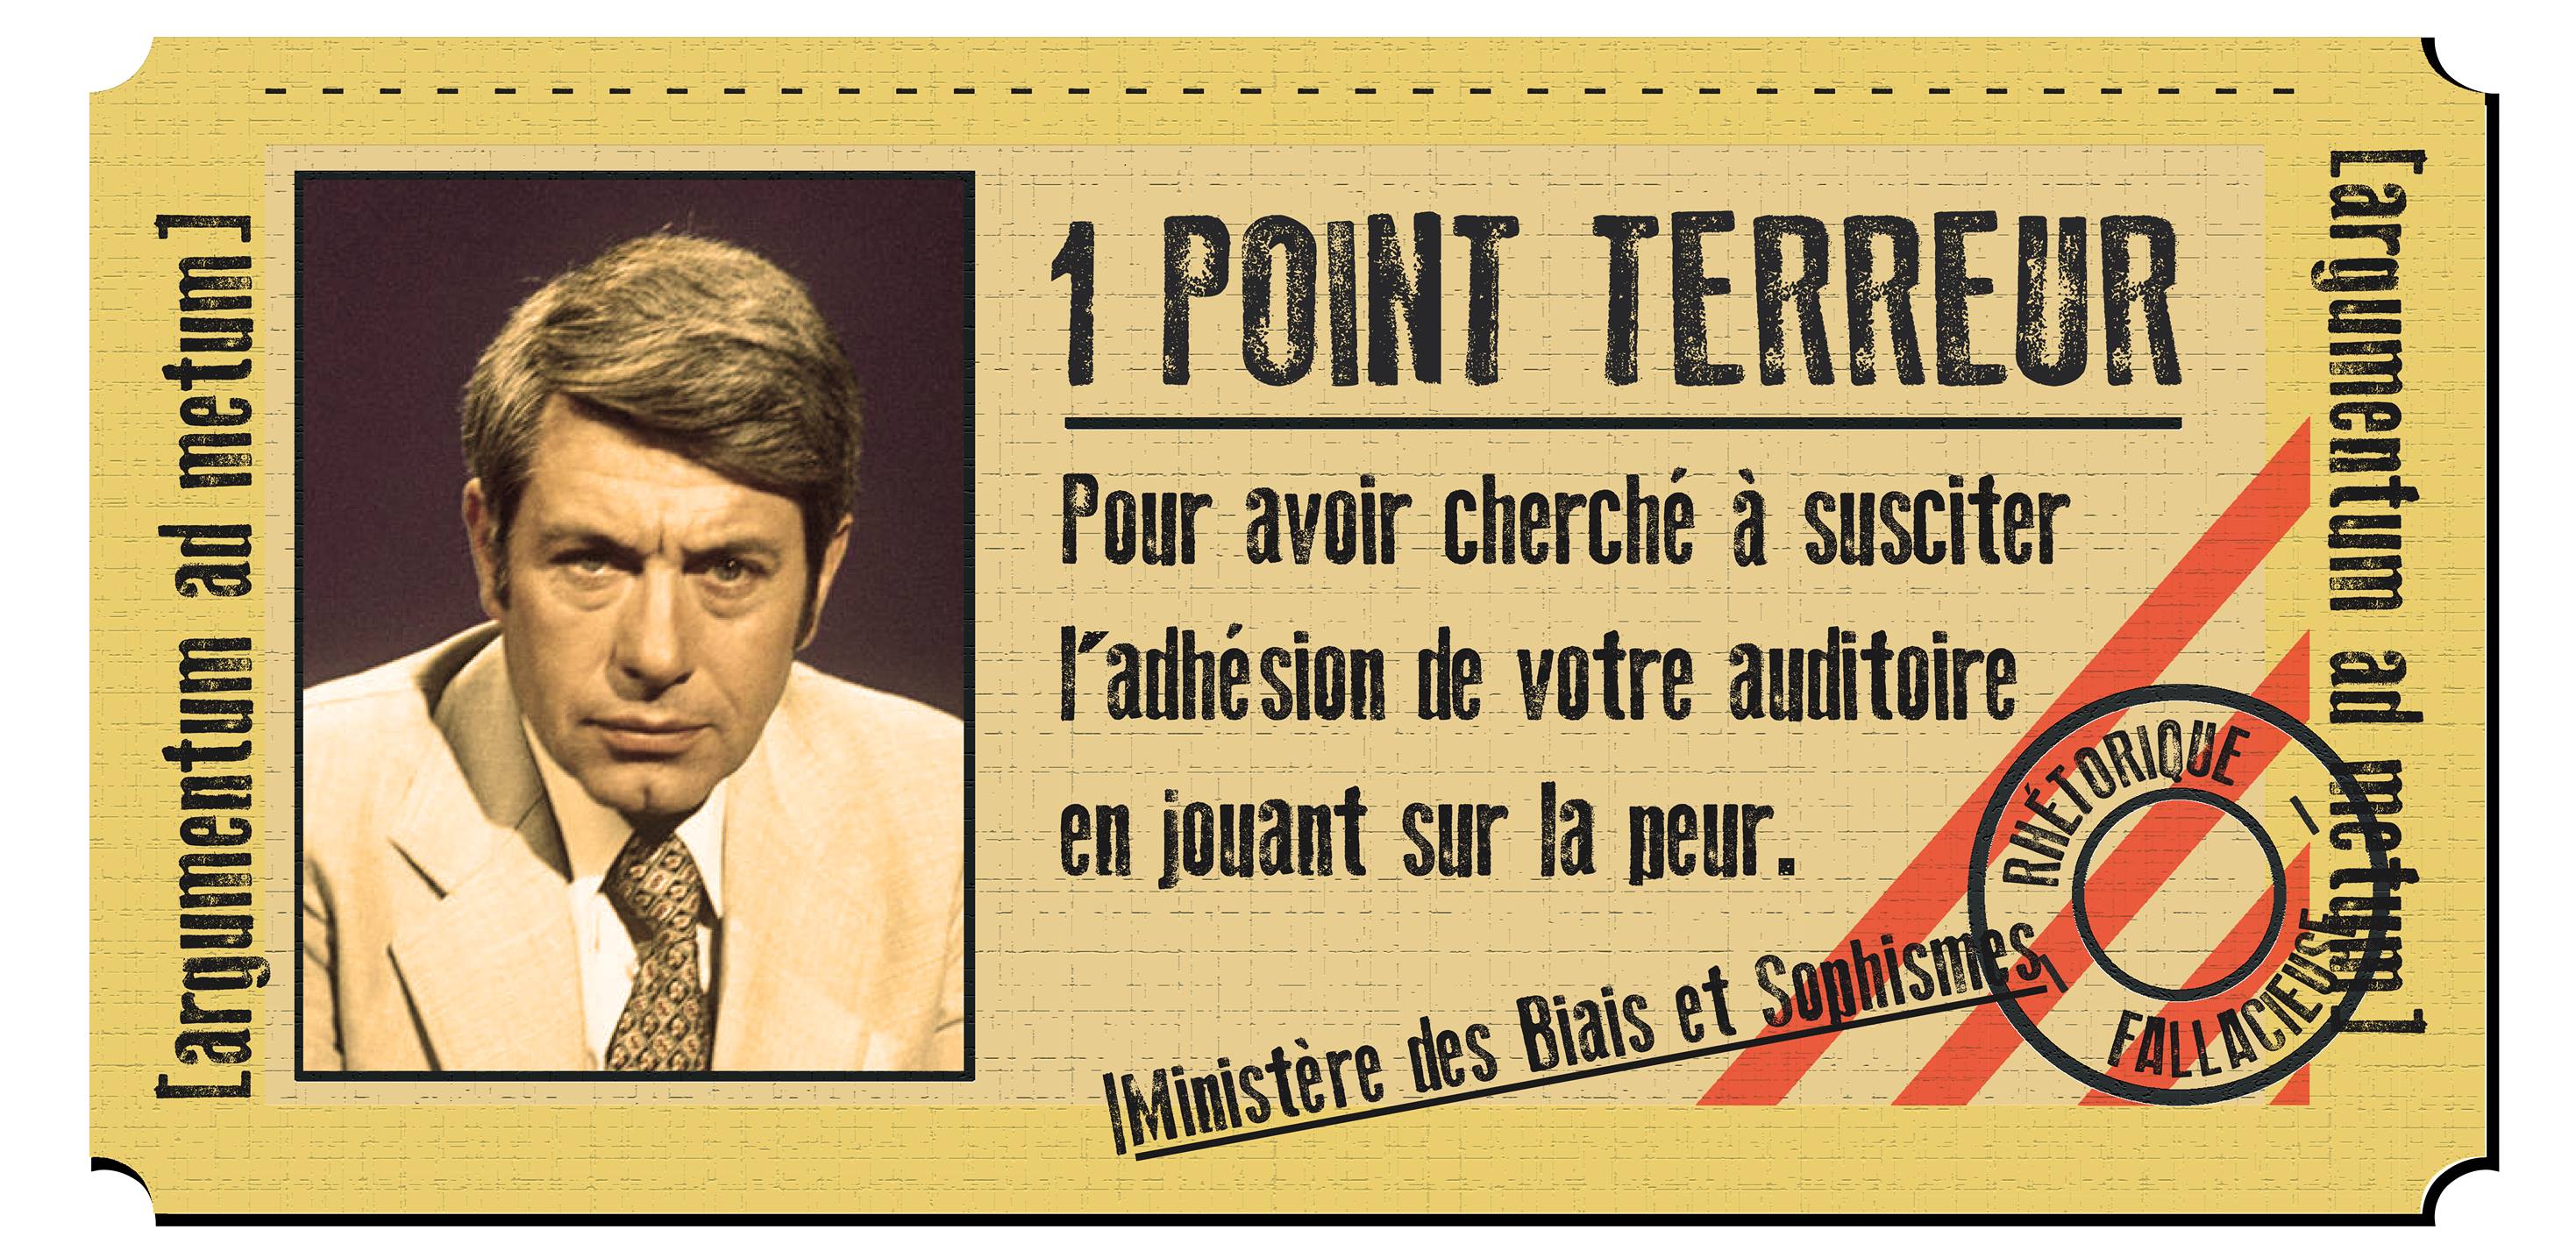 [argumentum ad metum]
1 POINT TERREUR
Pour avoir cherché à susciter
l'adhésion de votre auditoire
en jouant sur la peur.
|Ministère des Biais et Sophismes|
RHÉTORIQUE
FALLACIEUSE
[argumentum ad metum]